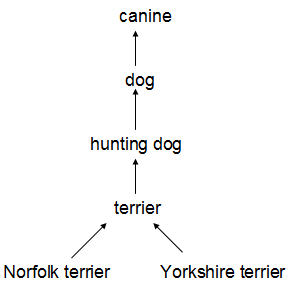 canine
dog
hunting dog
terrier
Norfolk terrier
Yorkshire terrier